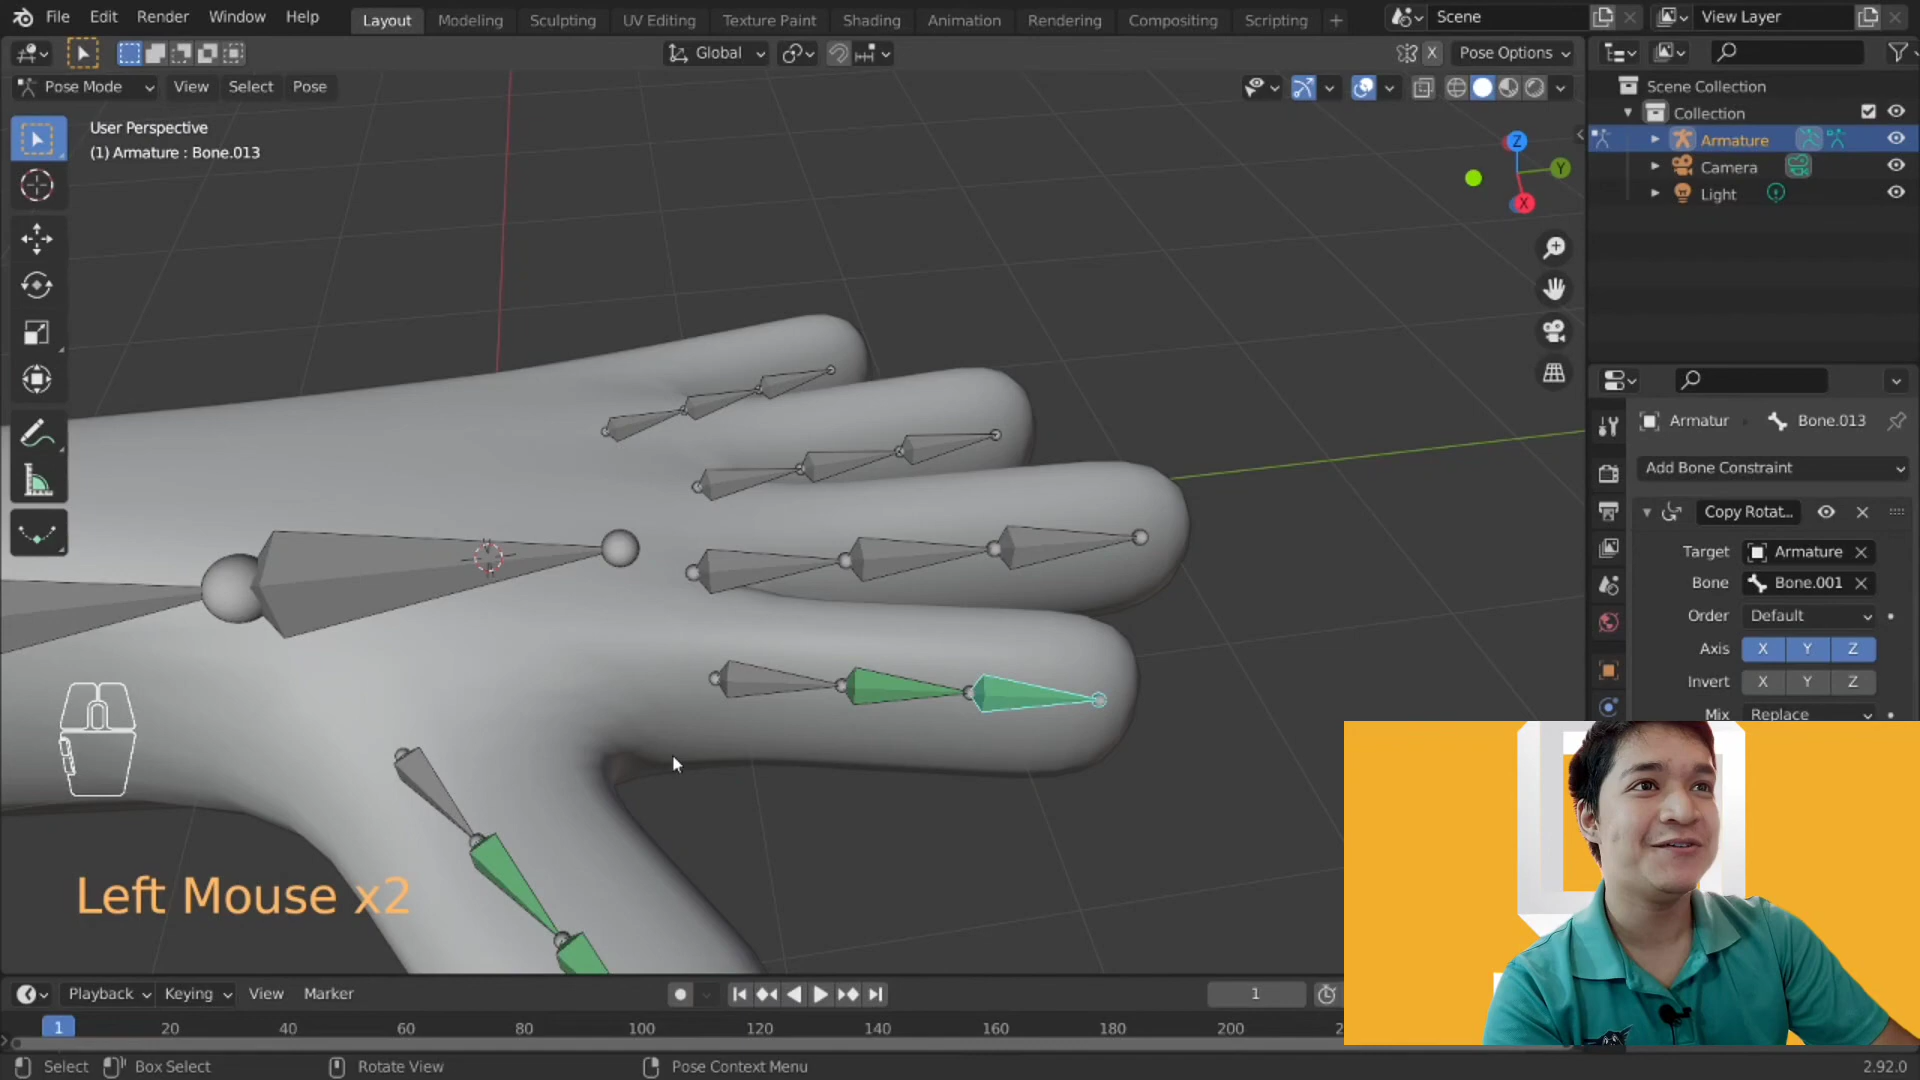 File Edit Render Window Help Layout Modeling Sculpting UV Editing Texture Paint Shading Animation Rendering Compositing Scripting + Scene View Layer
Global X Pose Options
Pose Mode View Select Pose
User Perspective
(1) Armature : Bone.013
Z
Y
X
Scene Collection
Collection
Armature
Camera
Light
Armatur Bone.013
Add Bone Constraint
Copy Rotat...
Target Armature
Bone Bone.001
Order Default
Axis X Y Z
Invert X Y Z
Mix Replace
Left Mouse x2
Playback Keying View Marker 1
1 20 40 60 80 100 120 140 160 180 200 2
Select Box Select Rotate View Pose Context Menu 2.92.0